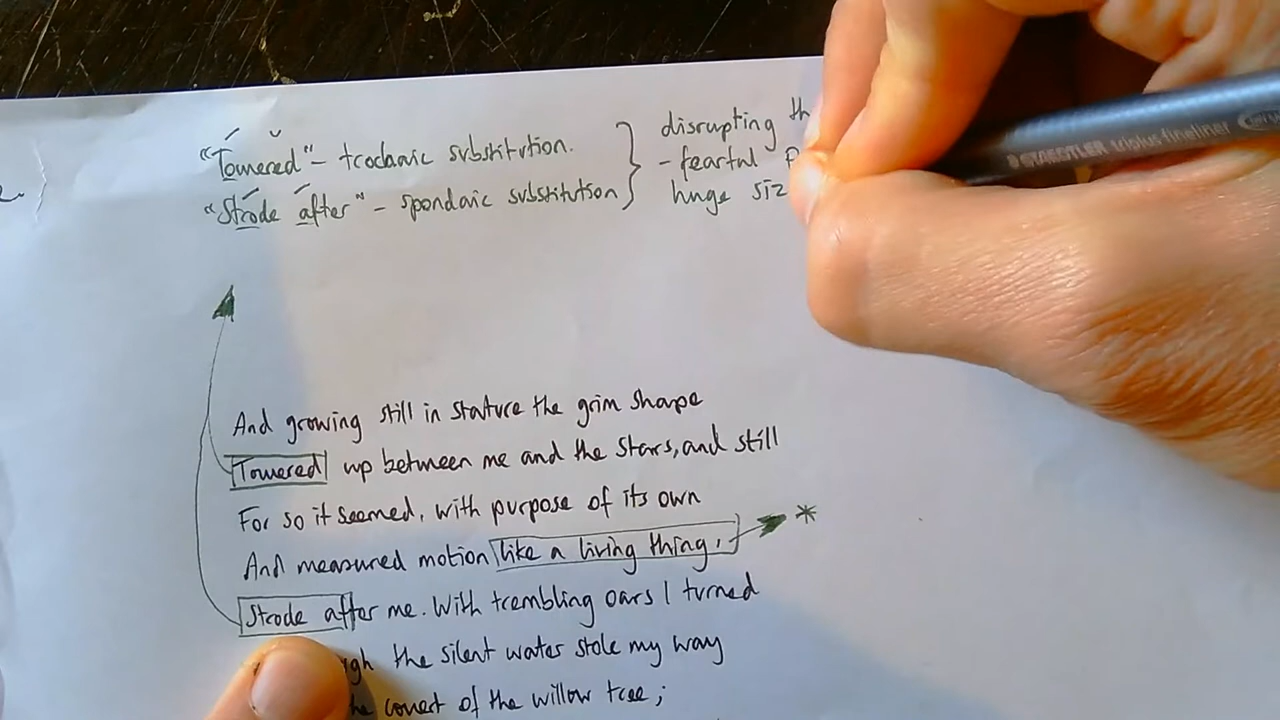 "Towered" - trochaic substitution.
"Strode after" - spondaic substitution
disrupting th
- fearful
huge siz
And growing still in stature the grim shape
Towered up between me and the stars, and still
For so it seemed, with purpose of its own
And measured motion like a living thing, *
Strode after me. With trembling oars I turned
the silent water stole my way
covert of the willow tree;
STAEDTLER triplus fineliner